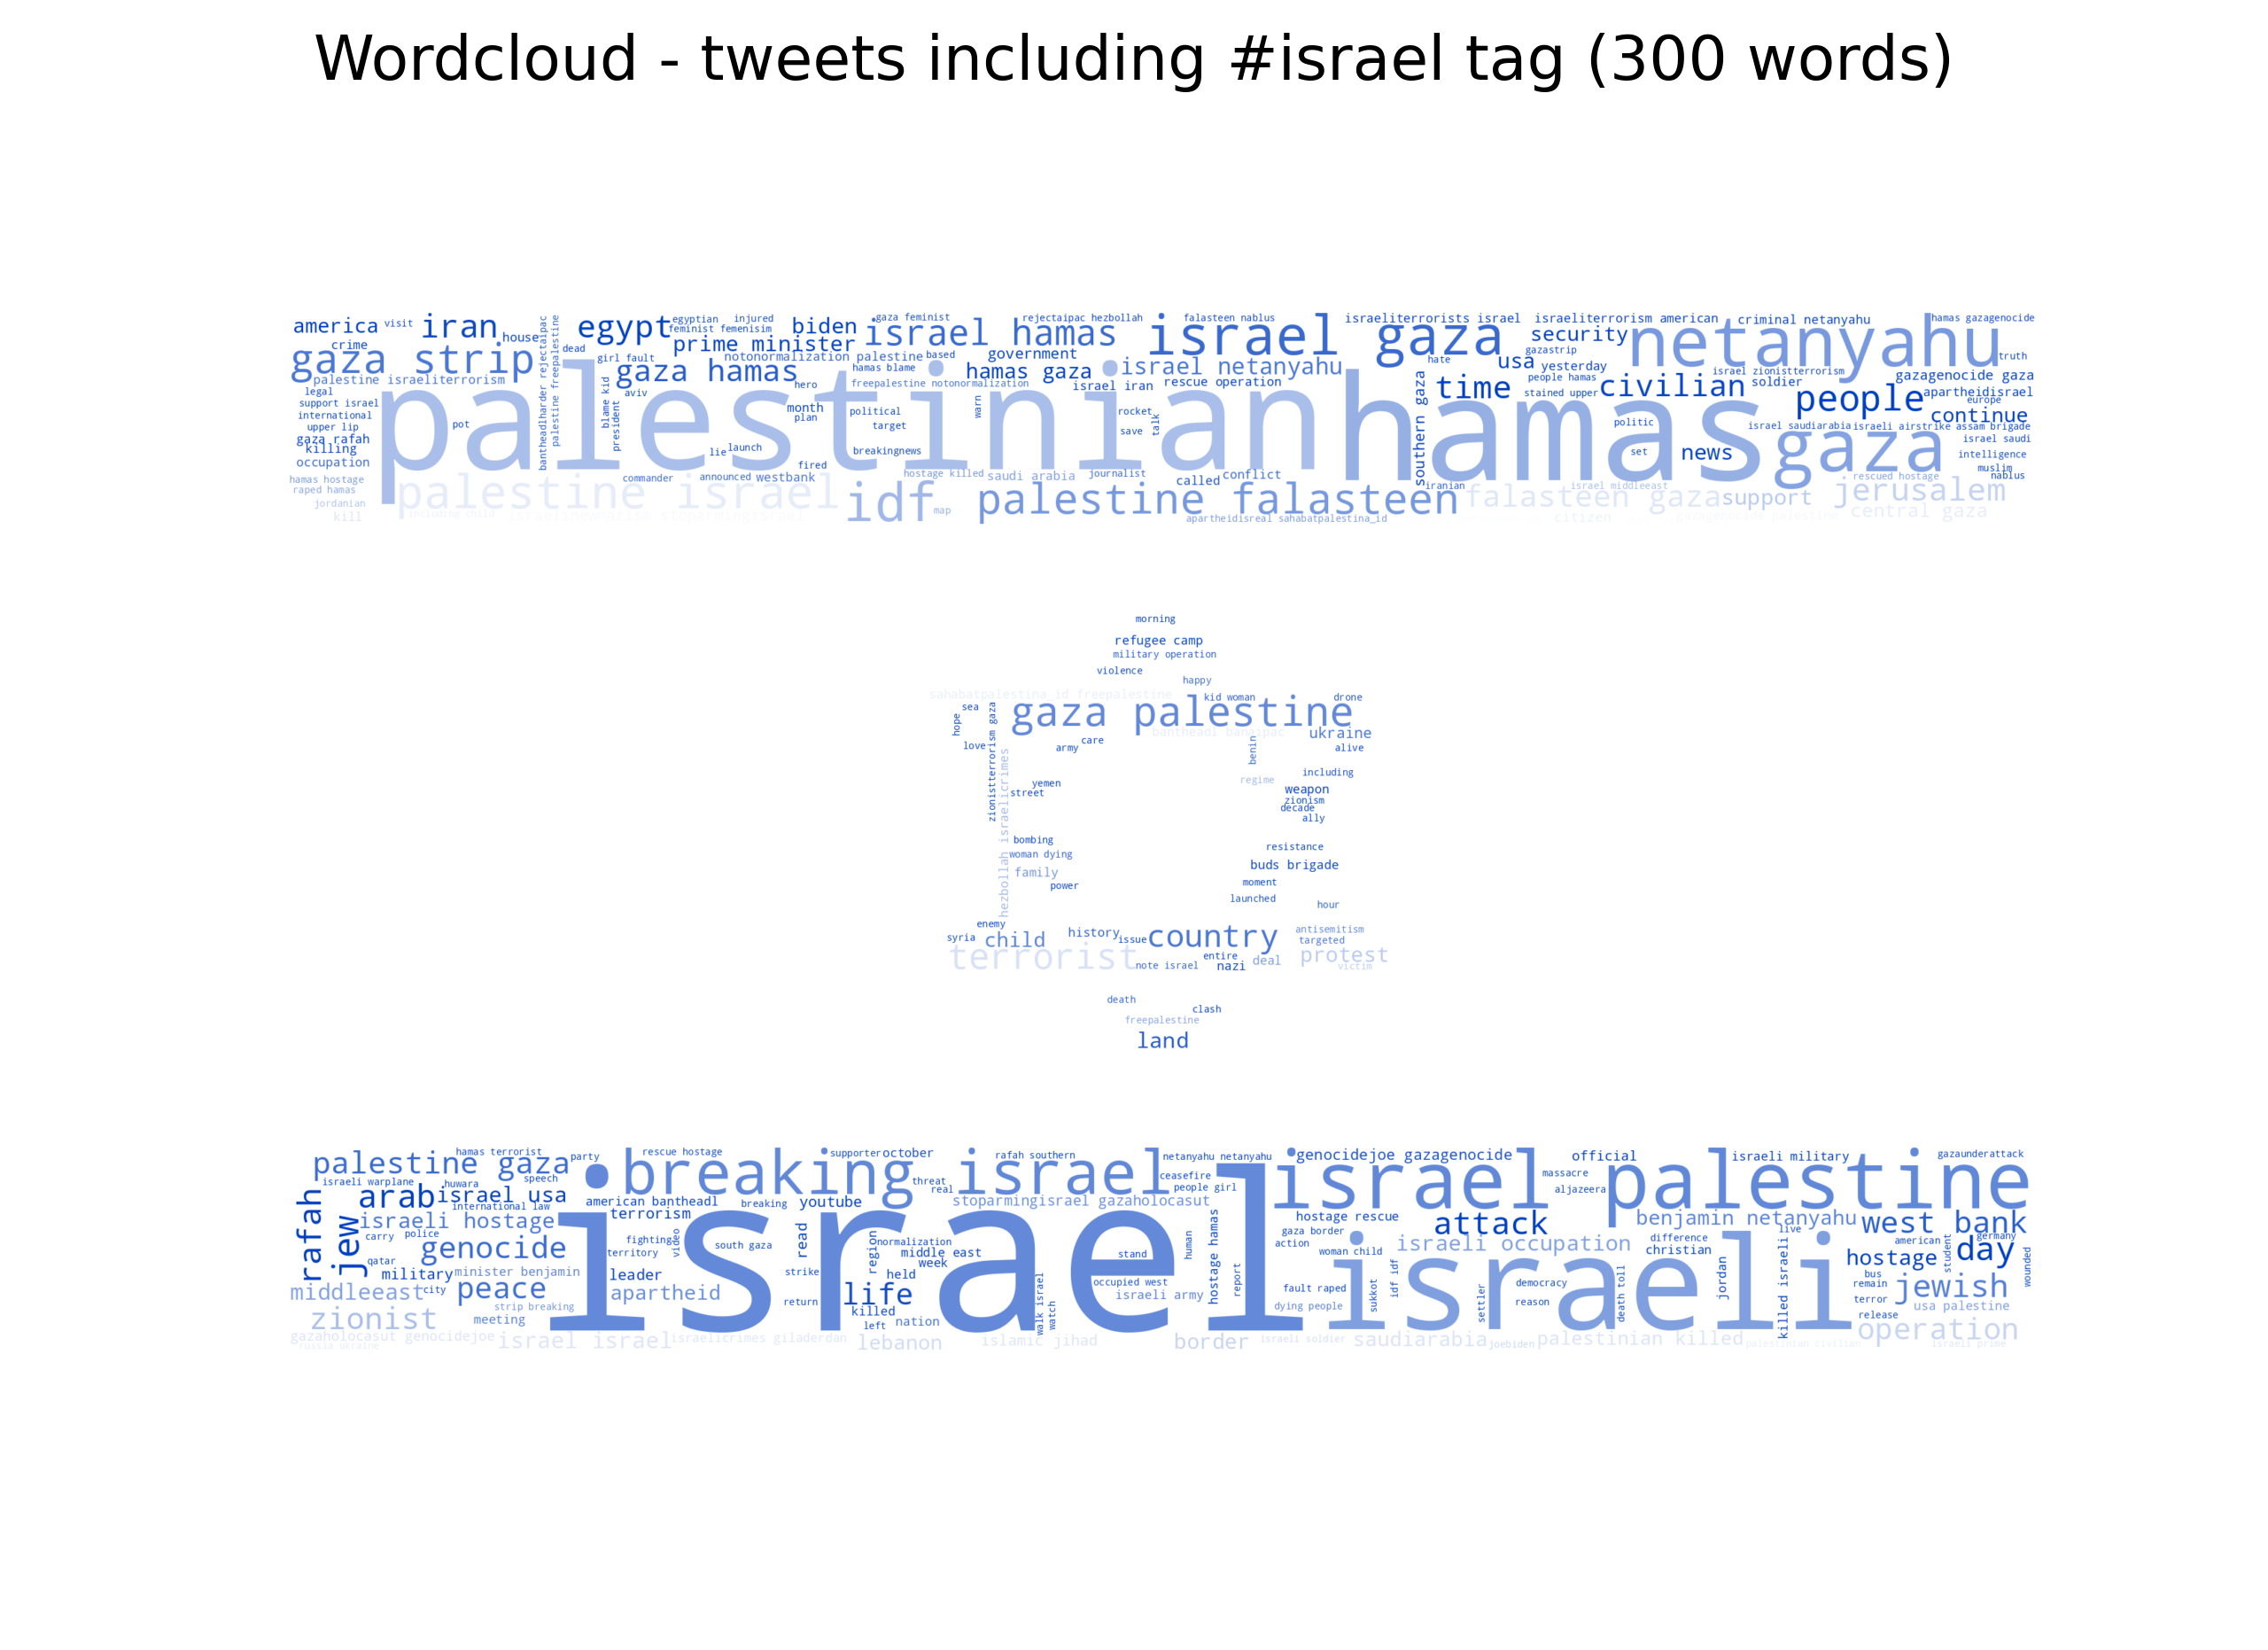 Wordcloud - tweets including #israel tag (300 words)
america
visit
iran
house
crime
gaza strip
palestine israeliterrorism
legal
support israel
international
upper lip
gaza rafah
killing
occupation
hamas hostage
raped hamas
jordanian
kill
pot
bantheadlharder rejectaipac
palestine freepalestine
dead
egypt
egyptian
injured
feminist femenisim
prime minister
biden
girl fault
notonormalization palestine
based
gaza hamas
blame kid
president
aviv
hero
month
plan
lie
launch
fired
commander
announced
westbank
israel hamas
gaza feminist
rejectaipac hezbollah
hamas blame
government
hamas gaza
freepalestine notonormalization
political
target
breakingnews
warn
israel iran
rocket
save
talk
israel netanyahu
rescue operation
falasteen nablus
israel gaza
israeliterrorists israel
israeliterrorism american
security
gazastrip
usa
yesterday
hate
people hamas
time
stained upper
civilian
soldier
israel zionistterrorism
criminal netanyahu
netanyahu
hamas gazagenocide
truth
gazagenocide gaza
apartheidisrael
europe
people
continue
israel saudiarabia
israeli airstrike
assam brigade
israel saudi
intelligence
muslim
nablus
palestinian
hamas
gaza
southern gaza
politic
set
news
iranian
israel middleeast
rescued hostage
palestine israel
including child
idf
map
hostage killed
saudi arabia
journalist
called
conflict
palestine falasteen
apartheidisreal sahabatpalestina_id
falasteen gaza
support
citizen
jerusalem
central gaza
morning
refugee camp
military operation
violence
happy
sahabatpalestina_id freepalestine
kid woman
drone
sea
hope
love
gaza palestine
bantheadl banaipac
ukraine
alive
army
care
benin
zionistterrorism gaza
hezbollah israelicrimes
yemen
street
regime
including
weapon
zionism
decade
ally
bombing
woman dying
family
power
resistance
buds brigade
moment
launched
hour
enemy
syria
child
history
issue
country
antisemitism
targeted
terrorist
note israel
entire
nazi
deal
protest
victim
death
clash
freepalestine
land
hamas terrorist
party
palestine gaza
israeli warplane
huwara
speech
rafah
jew
arab
israel usa
international law
israeli hostage
carry
police
genocide
qatar
military
minister benjamin
middleeast
city
peace
strip breaking
zionist
meeting
gazaholocasut genocidejoe
russia ukraine
israel israel
rescue hostage
supporter
october
breaking israel
rafah southern
netanyahu netanyahu
threat
real
ceasefire
people girl
american bantheadl
breaking
youtube
stoparmingisrael gazaholocasut
terrorism
fighting
territory
video
south gaza
read
leader
apartheid
strike
return
region
normalization
middle east
week
held
life
killed
left
nation
israel
stand
human
occupied west
israeli army
walk israel
watch
hostage hamas
report
israelicrimes giladerdan
lebanon
islamic jihad
border
israeli soldier
genocidejoe gazagenocide
official
israeli military
gazaunderattack
massacre
aljazeera
israel palestine
hostage rescue
gaza border
action
woman child
attack
israeli occupation
benjamin netanyahu
difference
christian
live
west bank
american
germany
student
day
hostage
wounded
fault raped
dying people
sukkot
idf idf
settler
democracy
reason
death toll
jordan
killed israeli
bus
remain
terror
release
jewish
usa palestine
israeli
operation
saudiarabia
joebiden
palestinian killed
palestinian civilian
israeli prime